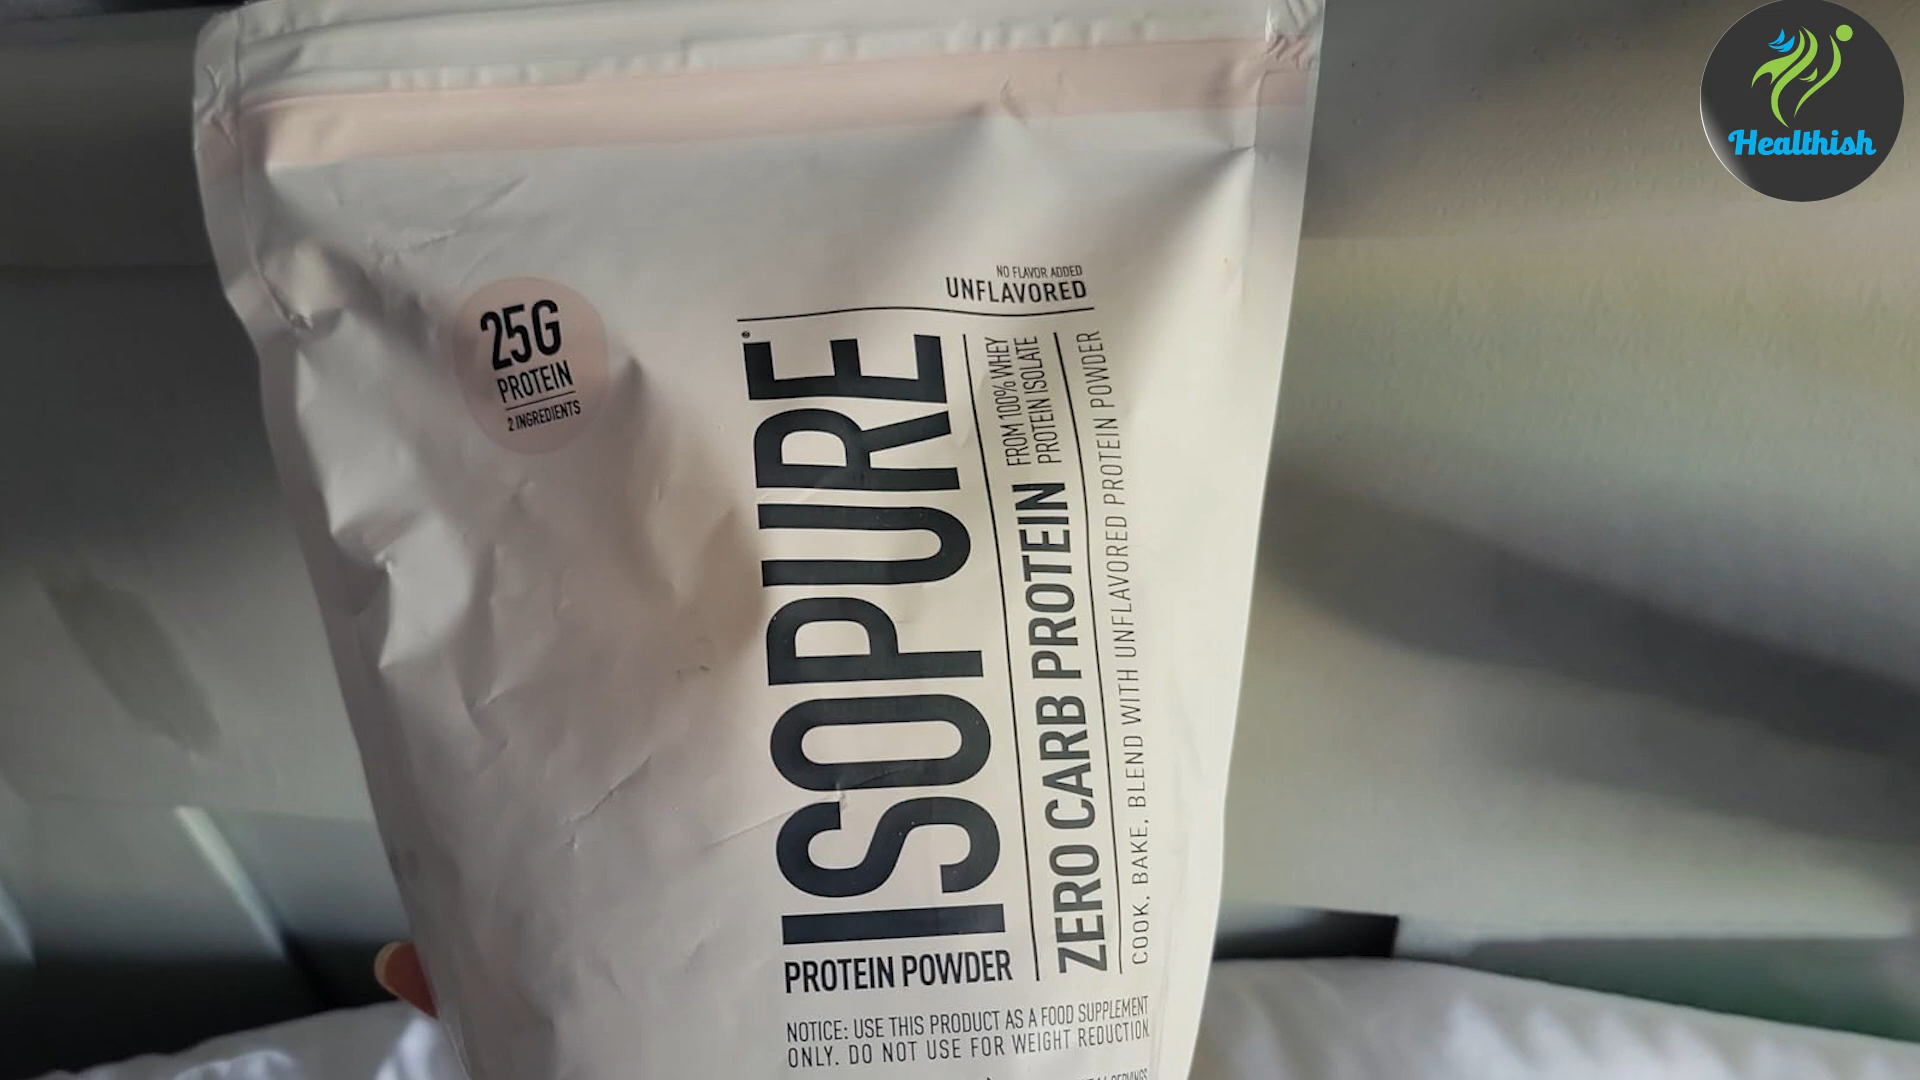 Healthish
NO FLAVOR ADDED
UNFLAVORED
25G
PROTEIN
2 INGREDIENTS
ISOPURE®
PROTEIN POWDER
ZERO CARB PROTEIN
FROM 100% WHEY
PROTEIN ISOLATE
COOK, BAKE, BLEND WITH UNFLAVORED PROTEIN POWDER
NOTICE: USE THIS PRODUCT AS A FOOD SUPPLEMENT
ONLY. DO NOT USE FOR WEIGHT REDUCTION.
SERVINGS